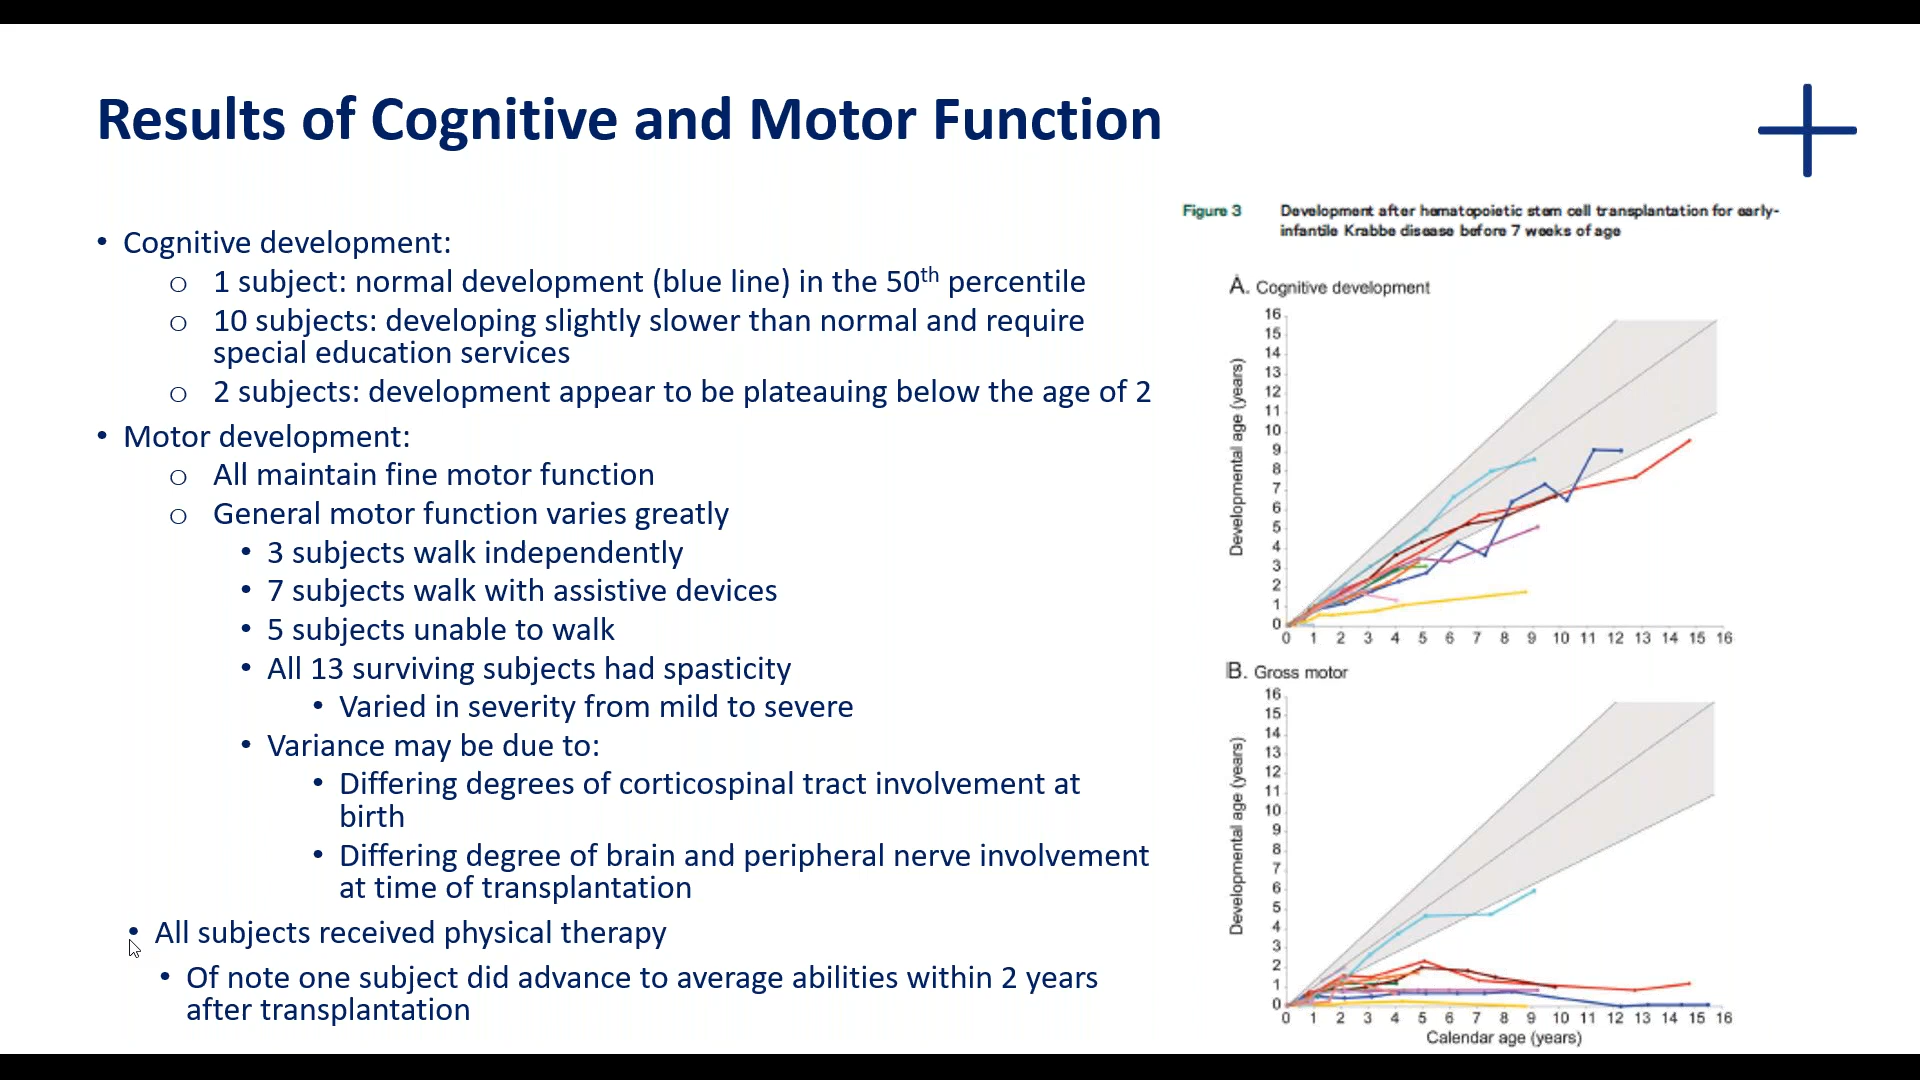 Results of Cognitive and Motor Function
• Cognitive development:
o 1 subject: normal development (blue line) in the 50th percentile
o 10 subjects: developing slightly slower than normal and require
special education services
o 2 subjects: development appear to be plateauing below the age of 2
• Motor development:
o All maintain fine motor function
o General motor function varies greatly
• 3 subjects walk independently
• 7 subjects walk with assistive devices
• 5 subjects unable to walk
• All 13 surviving subjects had spasticity
• Varied in severity from mild to severe
• Variance may be due to:
• Differing degrees of corticospinal tract involvement at
birth
• Differing degree of brain and peripheral nerve involvement
at time of transplantation
• All subjects received physical therapy
• Of note one subject did advance to average abilities within 2 years
after transplantation
Figure 3 Development after hematopoietic stem cell transplantation for early-
infantile Krabbe disease before 7 weeks of age
A. Cognitive development
Developmental age (years)
16
15
14
13
12
11
10
9
8
7
6
5
4
3
2
1
0
0 1 2 3 4 5 6 7 8 9 10 11 12 13 14 15 16
B. Gross motor
Developmental age (years)
16
15
14
13
12
11
10
9
8
7
6
5
4
3
2
1
0
0 1 2 3 4 5 6 7 8 9 10 11 12 13 14 15 16
Calendar age (years)